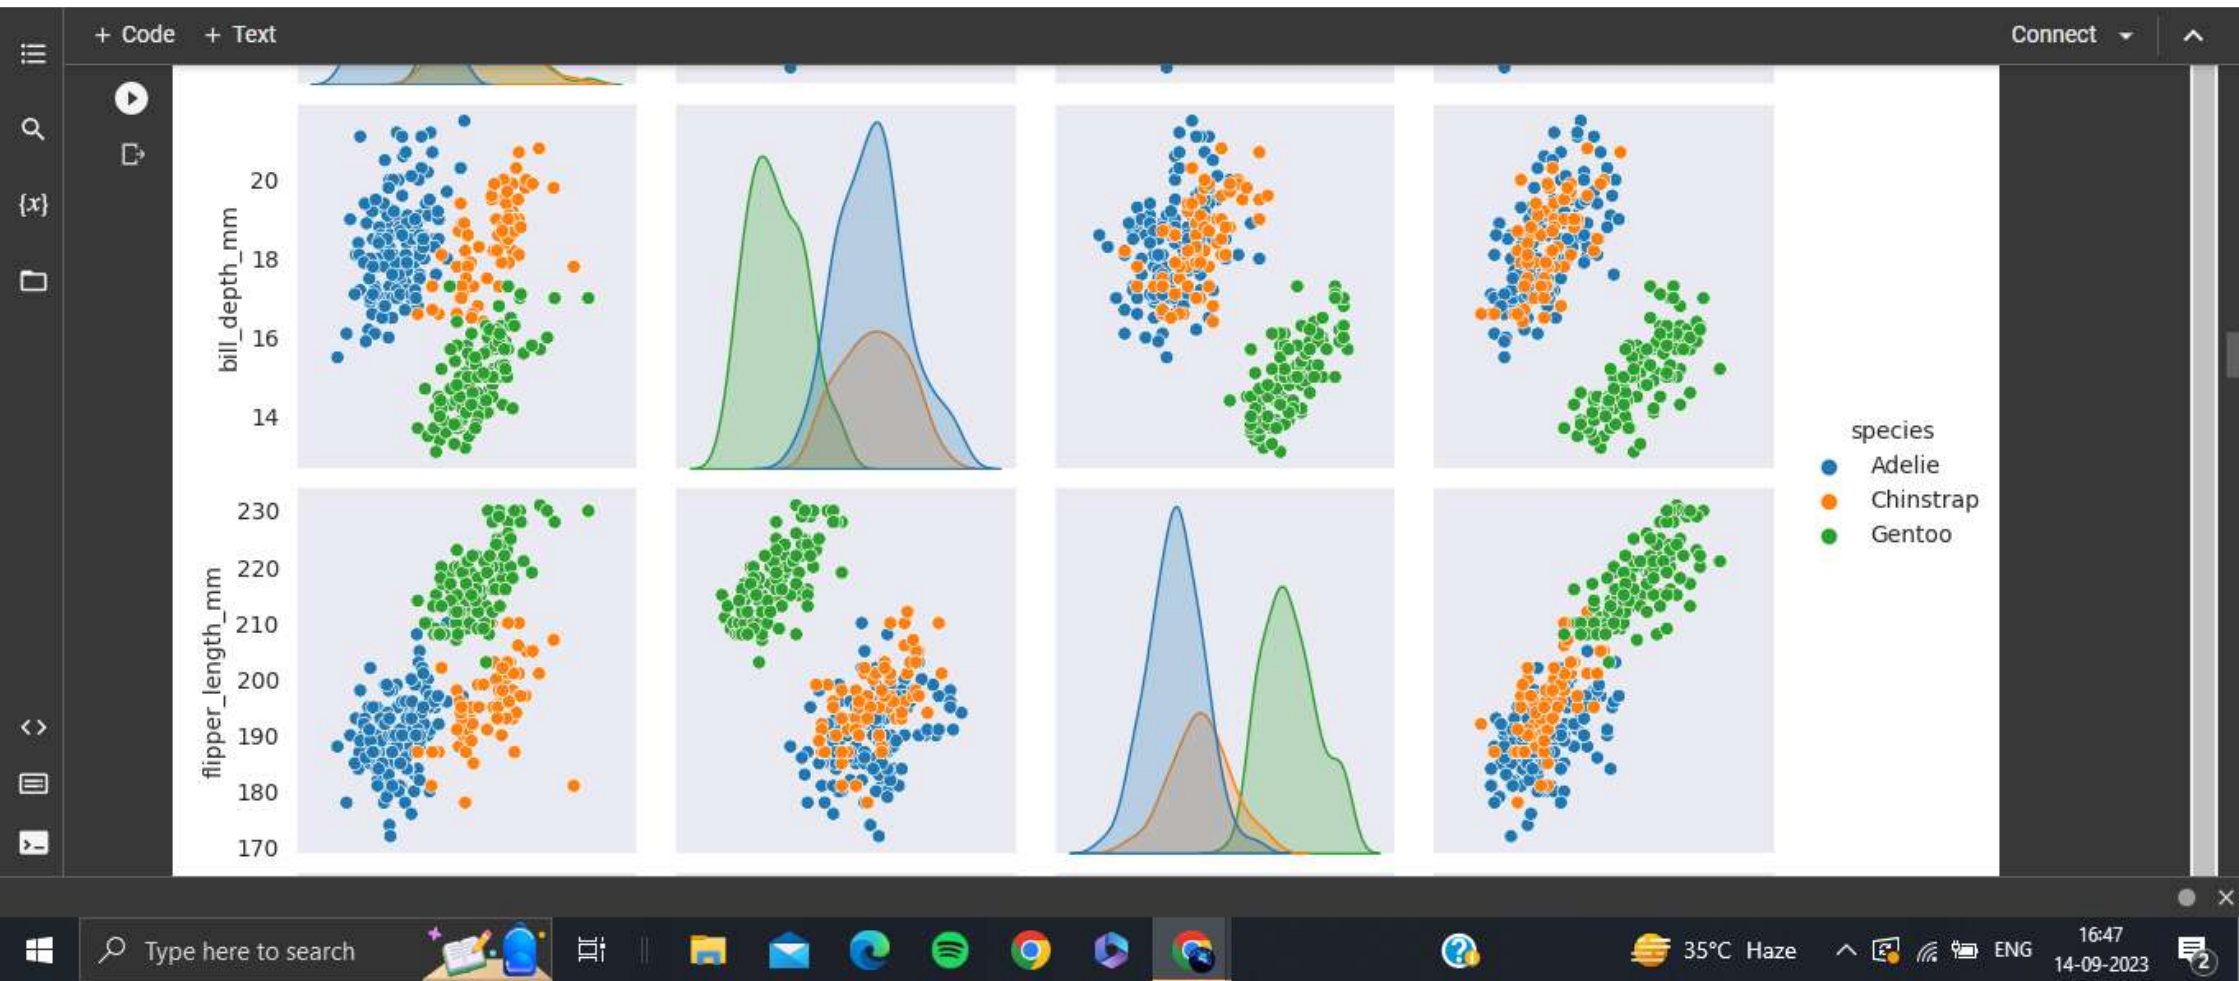 + Code + Text
Connect
{x}
20
18
16
14
bill_depth_mm
230
220
210
200
190
180
170
flipper_length_mm
species
Adelie
Chinstrap
Gentoo
Type here to search
35°C Haze
ENG
16:47
14-09-2023
2